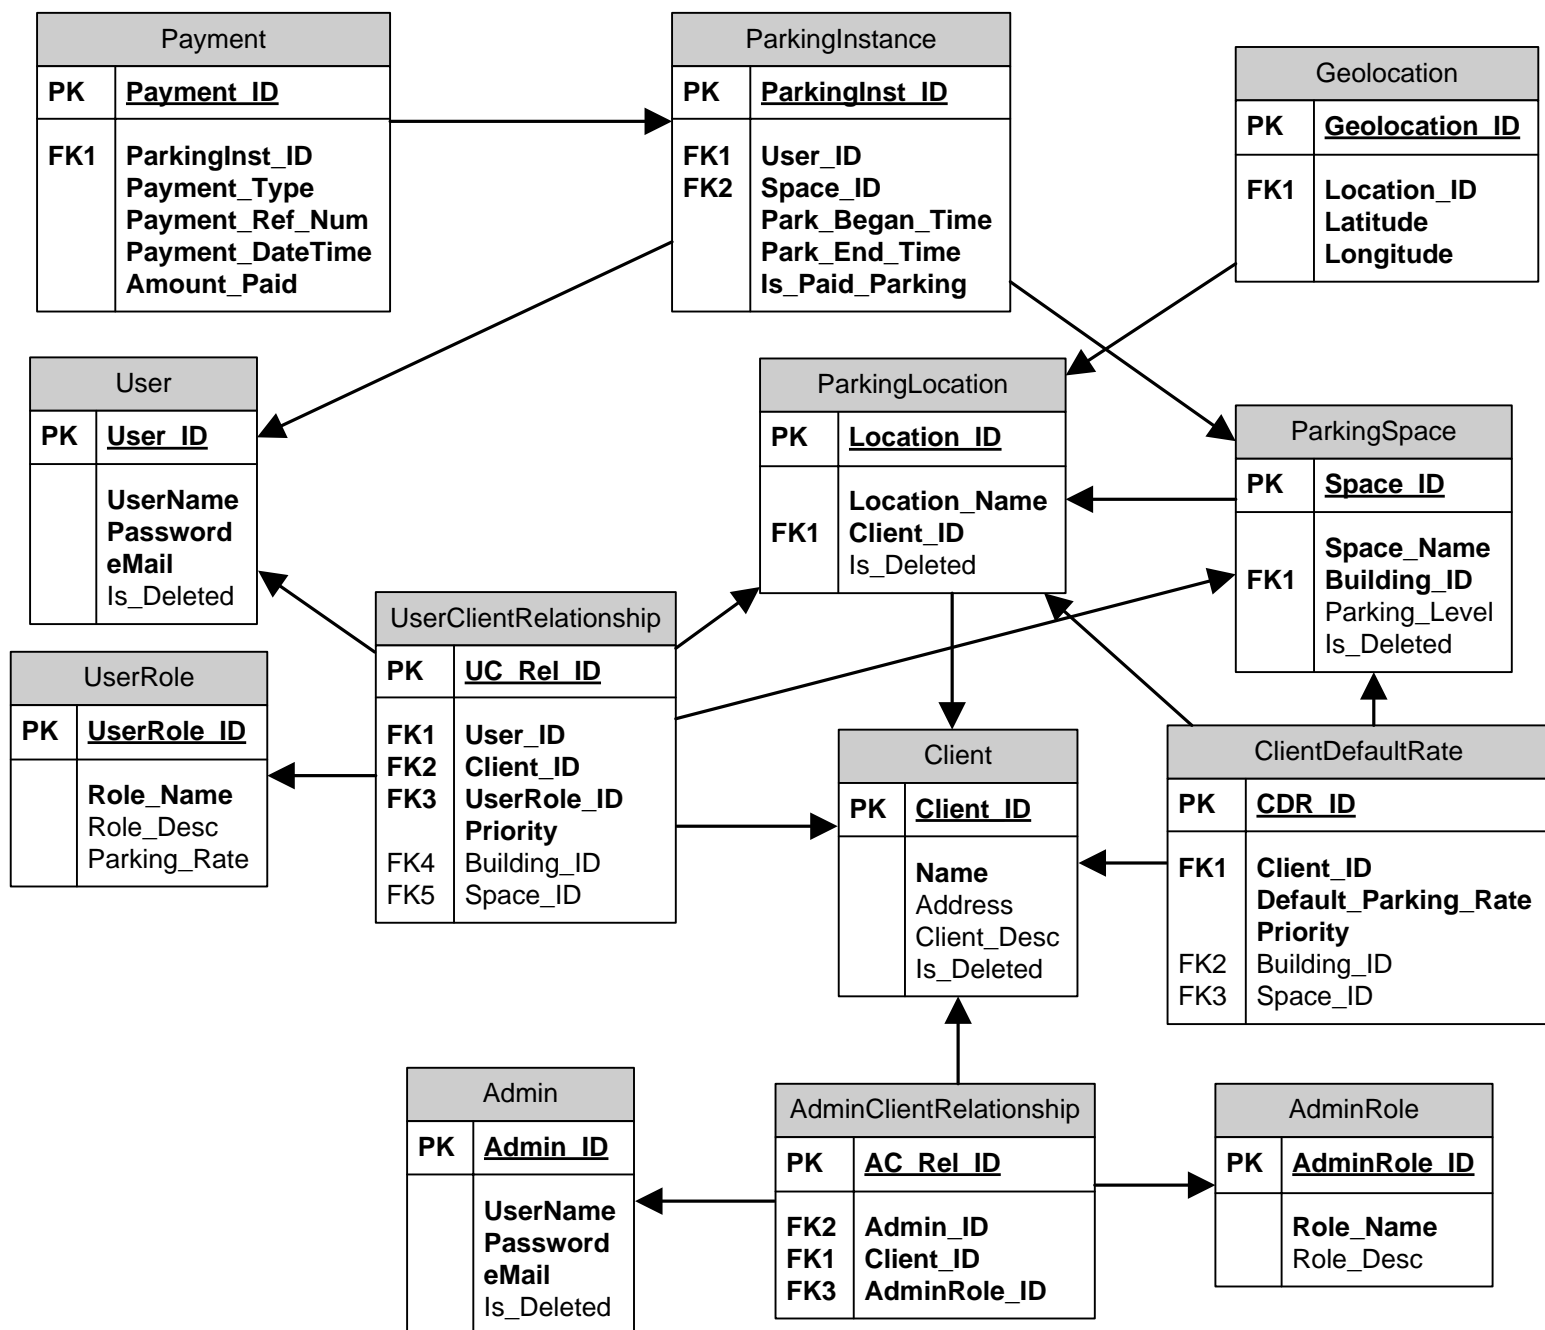 Payment
PK Payment_ID
FK1 ParkingInst_ID
Payment_Type
Payment_Ref_Num
Payment_DateTime
Amount_Paid
ParkingInstance
PK ParkingInst_ID
FK1 User_ID
FK2 Space_ID
Park_Began_Time
Park_End_Time
Is_Paid_Parking
Geolocation
PK Geolocation_ID
FK1 Location_ID
Latitude
Longitude
User
PK User_ID
UserName
Password
eMail
Is_Deleted
ParkingLocation
PK Location_ID
Location_Name
FK1 Client_ID
Is_Deleted
ParkingSpace
PK Space_ID
Space_Name
FK1 Building_ID
Parking_Level
Is_Deleted
UserRole
PK UserRole_ID
Role_Name
Role_Desc
Parking_Rate
UserClientRelationship
PK UC_Rel_ID
FK1 User_ID
FK2 Client_ID
FK3 UserRole_ID
Priority
FK4 Building_ID
FK5 Space_ID
Client
PK Client_ID
Name
Address
Client_Desc
Is_Deleted
ClientDefaultRate
PK CDR_ID
FK1 Client_ID
Default_Parking_Rate
Priority
FK2 Building_ID
FK3 Space_ID
Admin
PK Admin_ID
UserName
Password
eMail
Is_Deleted
AdminClientRelationship
PK AC_Rel_ID
FK2 Admin_ID
FK1 Client_ID
FK3 AdminRole_ID
AdminRole
PK AdminRole_ID
Role_Name
Role_Desc